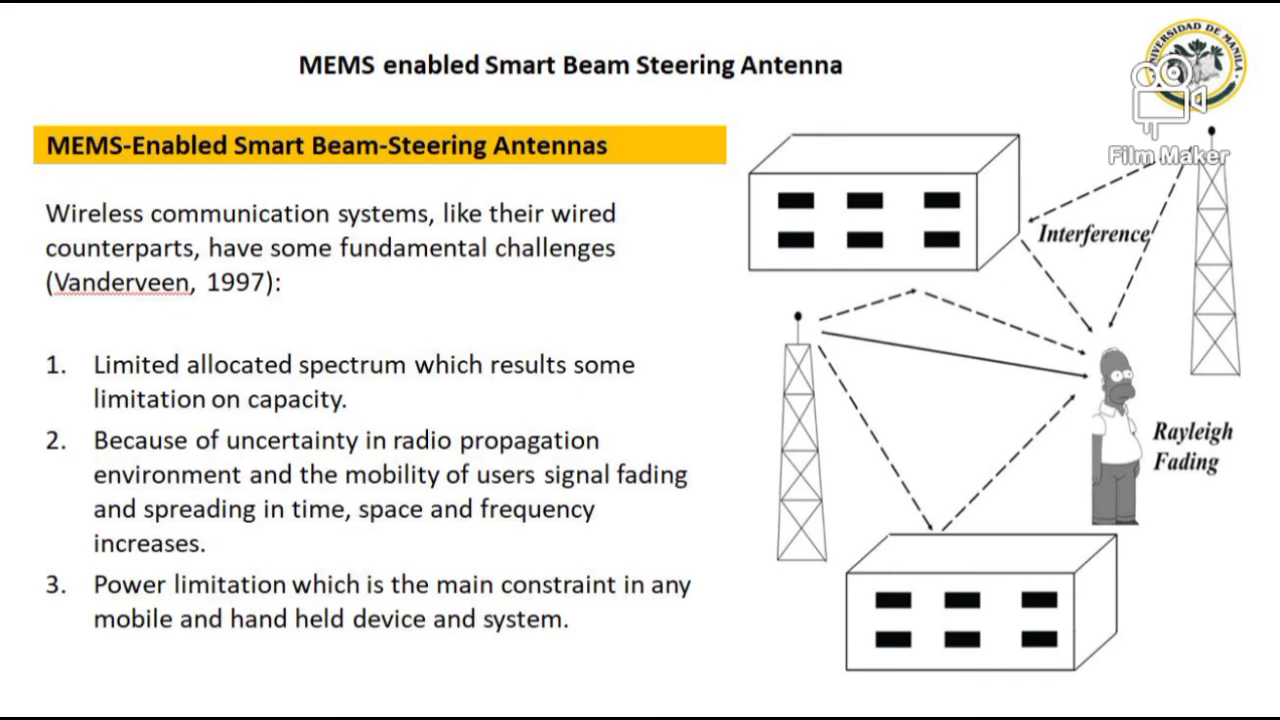 MEMS enabled Smart Beam Steering Antenna
UNIVERSIDAD DE MANILA
Film Maker
MEMS-Enabled Smart Beam-Steering Antennas
Wireless communication systems, like their wired
counterparts, have some fundamental challenges
(Vanderveen, 1997):
1. Limited allocated spectrum which results some
limitation on capacity.
2. Because of uncertainty in radio propagation
environment and the mobility of users signal fading
and spreading in time, space and frequency
increases.
3. Power limitation which is the main constraint in any
mobile and hand held device and system.
Interference
Rayleigh
Fading